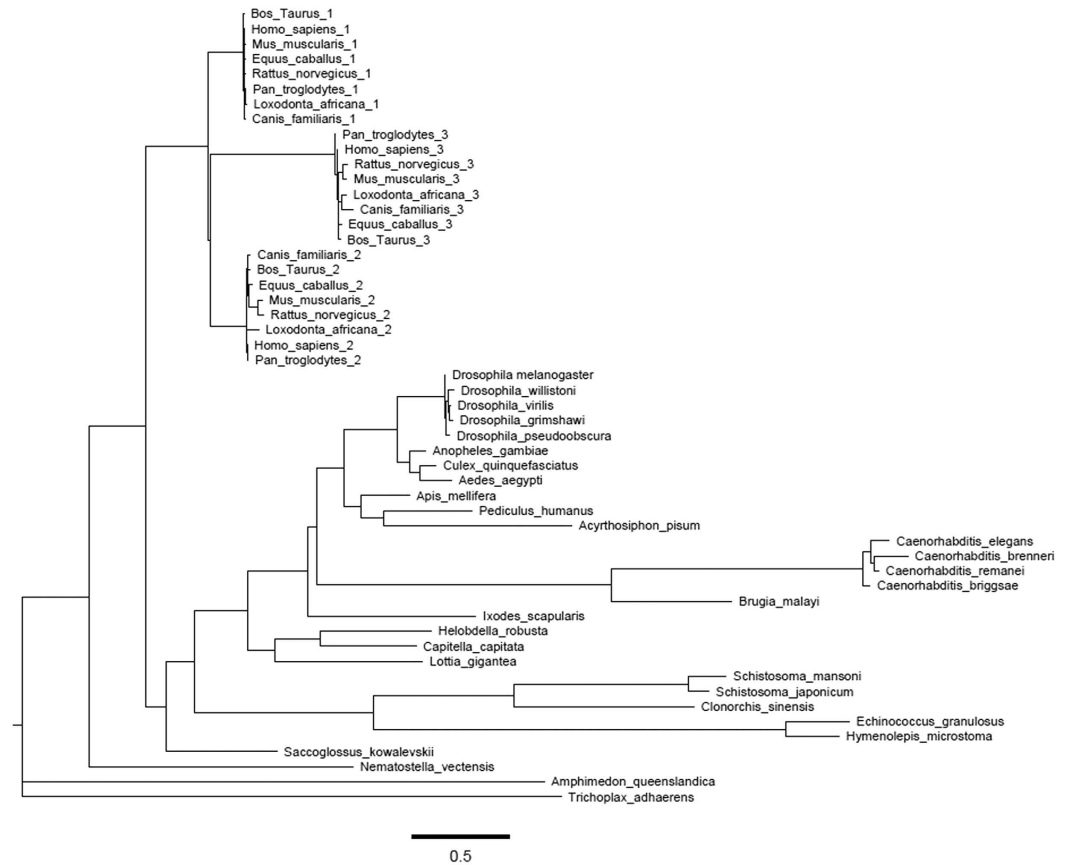 Bos_Taurus_1
Homo_sapiens_1
Mus_muscularis_1
Equus_caballus_1
Rattus_norvegicus_1
Pan_troglodytes_1
Loxodonta_africana_1
Canis_familiaris_1
Pan_troglodytes_3
Homo_sapiens_3
Rattus_norvegicus_3
Mus_muscularis_3
Loxodonta_africana_3
Canis_familiaris_3
Equus_caballus_3
Bos_Taurus_3
Canis_familiaris_2
Bos_Taurus_2
Equus_caballus_2
Mus_muscularis_2
Rattus_norvegicus_2
Loxodonta_africana_2
Homo_sapiens_2
Pan_troglodytes_2
Drosophila melanogaster
Drosophila_willistoni
Drosophila_virilis
Drosophila_grimshawi
Drosophila_pseudoobscura
Anopheles_gambiae
Culex_quinquefasciatus
Aedes_aegypti
Apis_mellifera
Pediculus_humanus
Acyrthosiphon_pisum
Caenorhabditis_elegans
Caenorhabditis_brenneri
Caenorhabditis_remanei
Caenorhabditis_briggsae
Brugia_malayi
Ixodes_scapularis
Helobdella_robusta
Capitella_capitata
Lottia_gigantea
Schistosoma_mansoni
Schistosoma_japonicum
Clonorchis_sinensis
Echinococcus_granulosus
Hymenolepis_microstoma
Saccoglossus_kowalevskii
Nematostella_vectensis
Amphimedon_queenslandica
Trichoplax_adhaerens
0.5